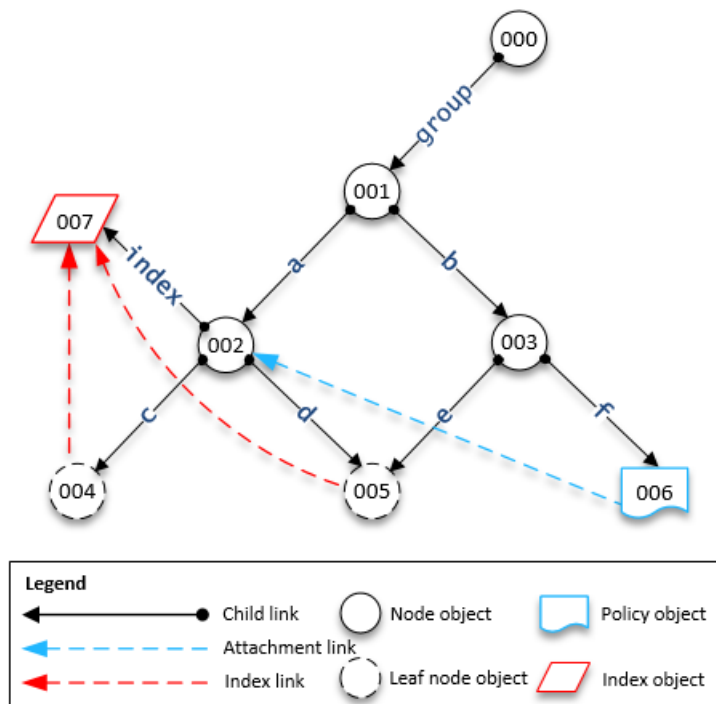 000
group
001
007
index
a
b
002
003
c
d
e
f
004
005
006
Legend
Child link
Node object
Policy object
Attachment link
Index link
Leaf node object
Index object